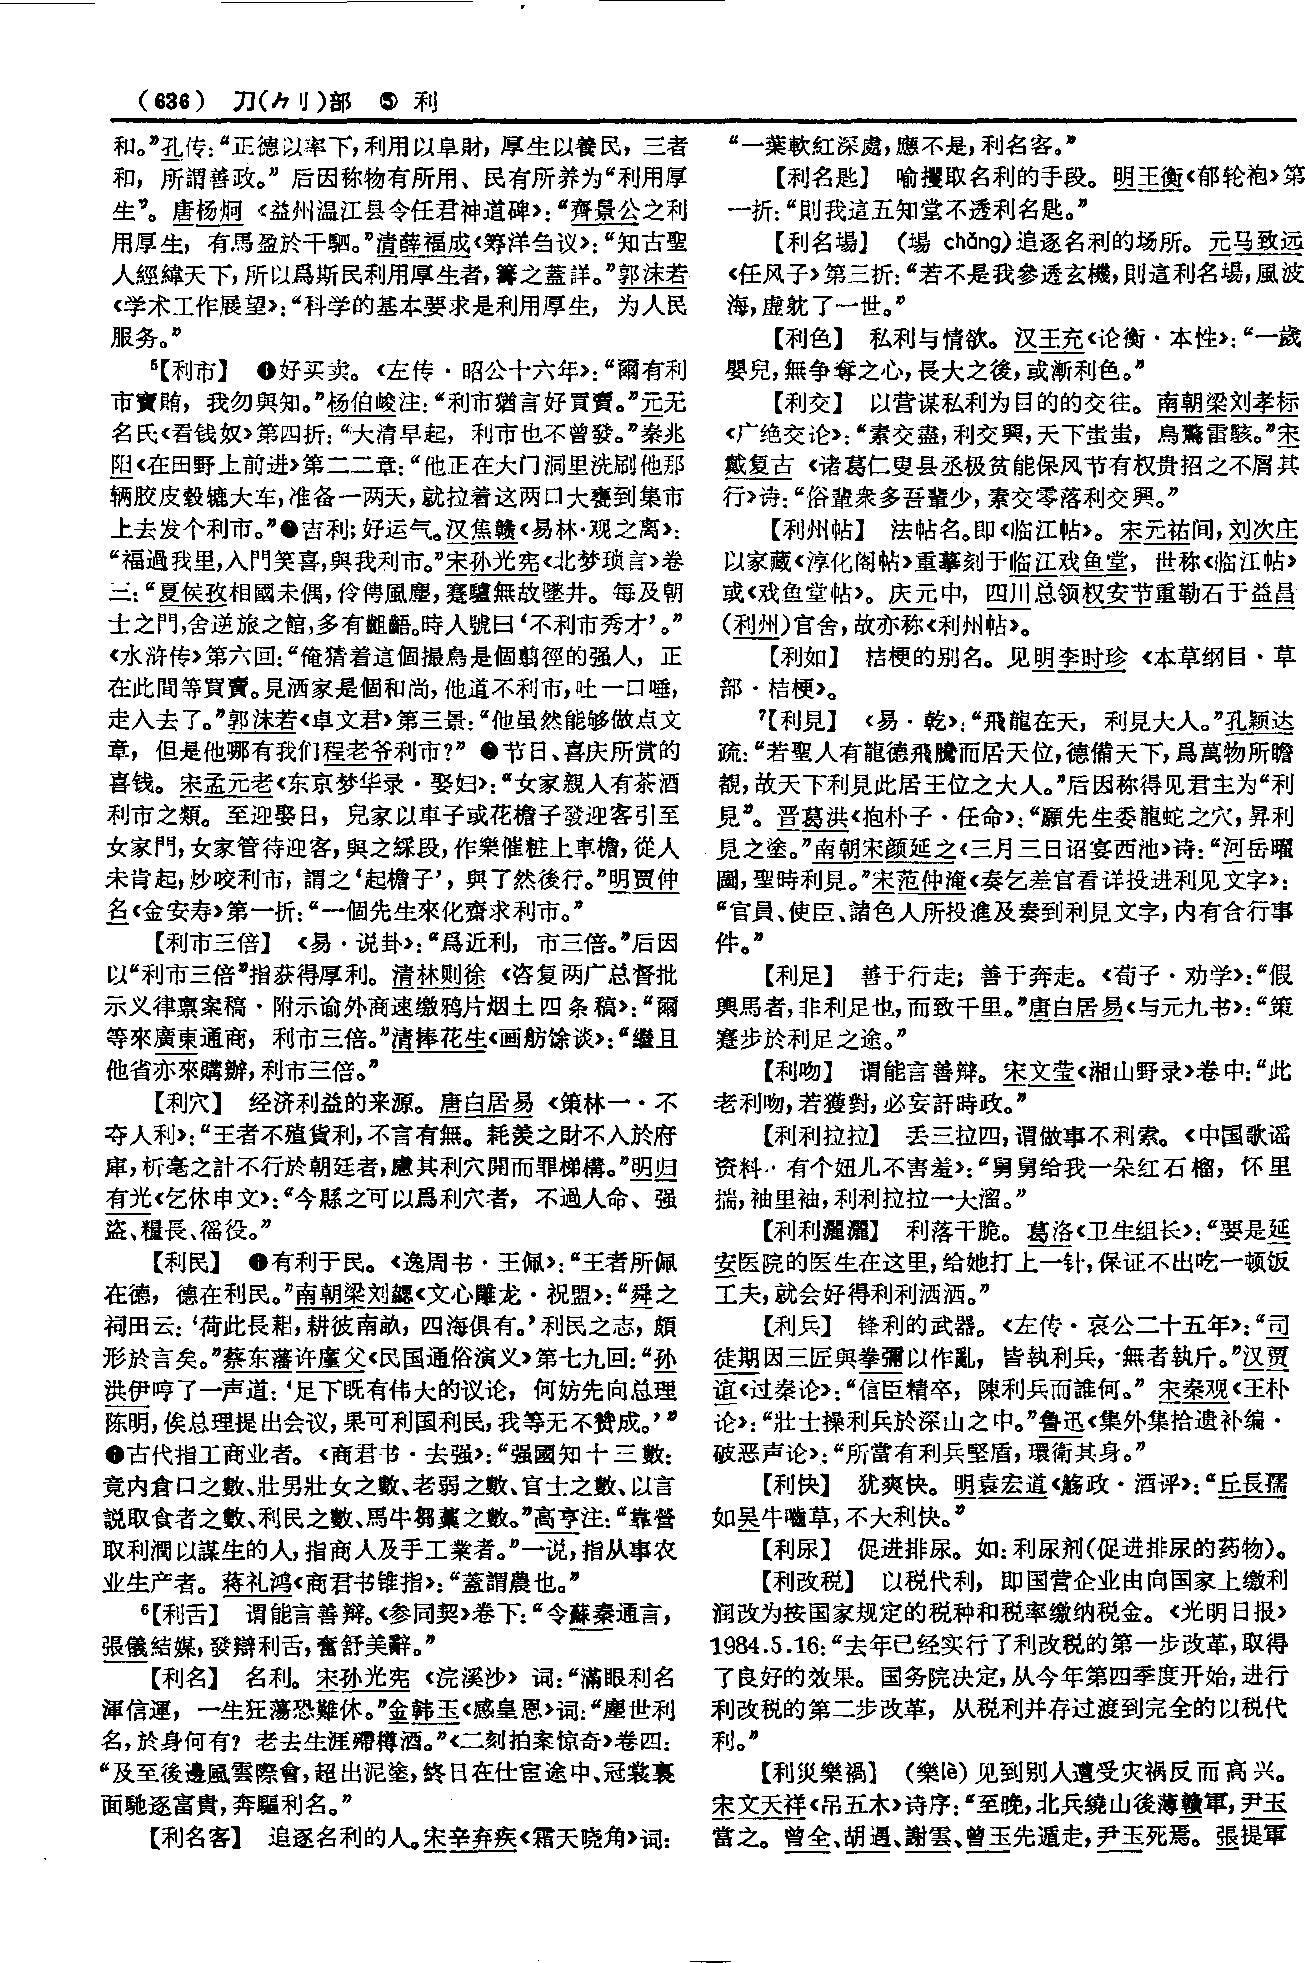 (636) 刀(⺈刂)部 ⑤ 利
和。”孔传：“正德以率下，利用以阜財，厚生以養民，三者
和，所謂善政。”后因称物有所用、民有所养为“利用厚
生”。唐杨炯《益州温江县令任君神道碑》：“齊景公之利
用厚生，有馬盈於千駟。”清薛福成《筹洋刍议》：“知古聖
人經緯天下，所以爲斯民利用厚生者，籌之蓋詳。”郭沫若
《学术工作展望》：“科学的基本要求是利用厚生，为人民
服务。”
5【利市】 ❶好买卖。《左传·昭公十六年》：“爾有利
市寶賄，我勿與知。”杨伯峻注：“利市猶言好買賣。”元无
名氏《看钱奴》第四折：“大清早起，利市也不曾發。”秦兆
阳《在田野上前进》第二二章：“他正在大门洞里洗刷他那
辆胶皮毂辘大车，准备一两天，就拉着这两口大甕到集市
上去发个利市。”❷吉利；好运气。汉焦赣《易林·观之离》：
“福過我里，入門笑喜，與我利市。”宋孙光宪《北梦琐言》卷
三：“夏侯孜相國未偶，伶俜風塵，蹇驢無故墜井。每及朝
士之門，舍逆旅之館，多有齟齬。時人號曰‘不利市秀才’。”
《水浒传》第六回：“俺猜着這個撮鳥是個翦徑的强人，正
在此間等買賣。見洒家是個和尚，他道不利市，吐一口唾，
走入去了。”郭沫若《卓文君》第三景：“他虽然能够做点文
章，但是他哪有我们程老爷利市？” ❸节日、喜庆所赏的
喜钱。宋孟元老《东京梦华录·娶妇》：“女家親人有茶酒
利市之類。至迎娶日，兒家以車子或花檐子發迎客引至
女家門，女家管待迎客，與之綵段，作樂催粧上車檐，從人
未肯起，炒咬利市，謂之‘起檐子’，與了然後行。”明贾仲
名《金安寿》第一折：“一個先生來化齋求利市。”
【利市三倍】 《易·说卦》：“爲近利，市三倍。”后因
以“利市三倍”指获得厚利。清林则徐《咨复两广总督批
示义律禀案稿·附示谕外商速缴鸦片烟土四条稿》：“爾
等來廣東通商，利市三倍。”清捧花生《画舫馀谈》：“繼且
他省亦來購辦，利市三倍。”
【利穴】 经济利益的来源。唐白居易《策林一·不
夺人利》：“王者不殖貨利，不言有無。耗羨之財不入於府
庫，析毫之計不行於朝廷者，慮其利穴開而罪梯構。”明归
有光《乞休申文》：“今縣之可以爲利穴者，不過人命、强
盜、糧長、徭役。”
【利民】 ❶有利于民。《逸周书·王佩》：“王者所佩
在德，德在利民。”南朝梁刘勰《文心雕龙·祝盟》：“舜之
祠田云：‘荷此長耜，耕彼南畝，四海俱有。’利民之志，頗
形於言矣。”蔡东藩许廑父《民国通俗演义》第七九回：“孙
洪伊哼了一声道：‘足下既有伟大的议论，何妨先向总理
陈明，俟总理提出会议，果可利国利民，我等无不赞成。’”
❷古代指工商业者。《商君书·去强》：“强國知十三數：
竟内倉口之數、壯男壯女之數、老弱之數、官士之數、以言
説取食者之數、利民之數、馬牛芻藁之數。”高亨注：“靠營
取利潤以謀生的人，指商人及手工業者。”一说，指从事农
业生产者。蒋礼鸿《商君书锥指》：“蓋謂農也。”
6【利舌】 谓能言善辩。《参同契》卷下：“令蘇秦通言，
張儀結媒，發辯利舌，奮舒美辭。”
【利名】 名利。宋孙光宪《浣溪沙》词：“滿眼利名
渾信運，一生狂蕩恐難休。”金韩玉《感皇恩》词：“塵世利
名，於身何有？老去生涯殢樽酒。”《二刻拍案惊奇》卷四：
“及至後邊風雲際會，超出泥塗，終日在仕宦途中、冠裳裏
面馳逐富貴，奔驅利名。”
【利名客】 追逐名利的人。宋辛弃疾《霜天晓角》词：
“一葉軟紅深處，應不是，利名客。”
【利名匙】 喻攫取名利的手段。明王衡《郁轮袍》第
一折：“則我這五知堂不透利名匙。”
【利名場】 (場 chǎng)追逐名利的场所。元马致远
《任风子》第三折：“若不是我參透玄機，則這利名場，風波
海，虚躭了一世。”
【利色】 私利与情欲。汉王充《论衡·本性》：“一歲
嬰兒，無争奪之心，長大之後，或漸利色。”
【利交】 以营谋私利为目的的交往。南朝梁刘孝标
《广绝交论》：“素交盡，利交興，天下蚩蚩，鳥驚雷駭。”宋
戴复古《诸葛仁叟县丞极贫能保风节有权贵招之不屑其
行》诗：“俗輩衆多吾輩少，素交零落利交興。”
【利州帖】 法帖名。即《临江帖》。宋元祐间，刘次庄
以家藏《淳化阁帖》重摹刻于临江戏鱼堂，世称《临江帖》
或《戏鱼堂帖》。庆元中，四川总领权安节重勒石于益昌
(利州)官舍，故亦称《利州帖》。
【利如】 桔梗的别名。见明李时珍《本草纲目·草
部·桔梗》。
7【利見】 《易·乾》：“飛龍在天，利見大人。”孔颖达
疏：“若聖人有龍德飛騰而居天位，德備天下，爲萬物所瞻
覩，故天下利見此居王位之大人。”后因称得见君主为“利
見”。晋葛洪《抱朴子·任命》：“願先生委龍蛇之穴，昇利
見之塗。”南朝宋颜延之《三月三日诏宴西池》诗：“河岳曜
圖，聖時利見。”宋范仲淹《奏乞差官看详投进利见文字》：
“官員、使臣、諸色人所投進及奏到利見文字，内有合行事
件。”
【利足】 善于行走；善于奔走。《荀子·劝学》：“假
輿馬者，非利足也，而致千里。”唐白居易《与元九书》：“策
蹇步於利足之途。”
【利吻】 谓能言善辩。宋文莹《湘山野录》卷中：“此
老利吻，若獲對，必妄訐時政。”
【利利拉拉】 丢三拉四，谓做事不利索。《中国歌谣
资料·有个妞儿不害羞》：“舅舅给我一朵红石榴，怀里
揣，袖里袖，利利拉拉一大溜。”
【利利灑灑】 利落干脆。葛洛《卫生组长》：“要是延
安医院的医生在这里，给她打上一针，保证不出吃一顿饭
工夫，就会好得利利洒洒。”
【利兵】 锋利的武器。《左传·哀公二十五年》：“司
徒期因三匠與拳彌以作亂，皆執利兵，無者執斤。”汉贾
谊《过秦论》：“信臣精卒，陳利兵而誰何。”宋秦观《王朴
论》：“壯士操利兵於深山之中。”鲁迅《集外集拾遗补编·
破恶声论》：“所當有利兵堅盾，環衛其身。”
【利快】 犹爽快。明袁宏道《觞政·酒评》：“丘長孺
如吴牛嚙草，不大利快。”
【利尿】 促进排尿。如：利尿剂(促进排尿的药物)。
【利改税】 以税代利，即国营企业由向国家上缴利
润改为按国家规定的税种和税率缴纳税金。《光明日报》
1984.5.16：“去年已经实行了利改税的第一步改革，取得
了良好的效果。国务院决定，从今年第四季度开始，进行
利改税的第二步改革，从税利并存过渡到完全的以税代
利。”
【利災樂禍】 (樂lè)见到别人遭受灾祸反而高兴。
宋文天祥《吊五木》诗序：“至晚，北兵繞山後薄贛軍，尹玉
當之。曾全、胡遇、謝雲、曾玉先遁走，尹玉死焉。張提軍